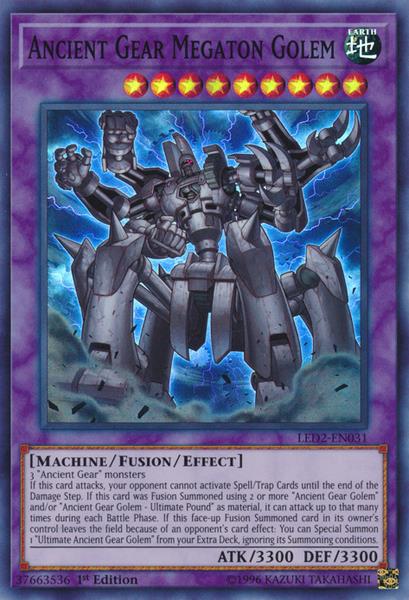 ANCIENT GEAR MEGATON GOLEM
EARTH
地
LED2-EN031
[MACHINE/FUSION/EFFECT]
3 "Ancient Gear" monsters
If this card attacks, your opponent cannot activate Spell/Trap Cards until the end of the
Damage Step. If this card was Fusion Summoned using 2 or more "Ancient Gear Golem"
and/or "Ancient Gear Golem - Ultimate Pound" as material, it can attack up to that many
times during each Battle Phase. If this face-up Fusion Summoned card in its owner's
control leaves the field because of an opponent's card effect: You can Special Summon
1 "Ultimate Ancient Gear Golem" from your Extra Deck, ignoring its Summoning conditions.
ATK/3300 DEF/3300
37663536 1st Edition ©1996 KAZUKI TAKAHASHI